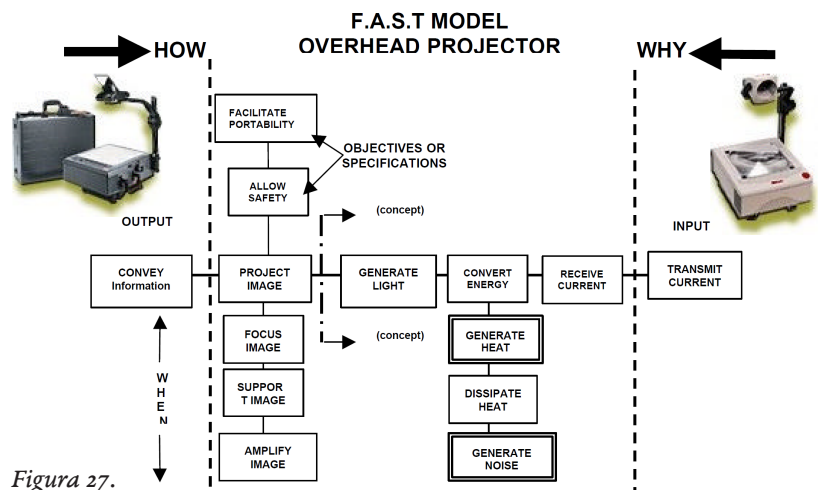 F.A.S.T MODEL
OVERHEAD PROJECTOR
HOW
WHY
FACILITATE
PORTABILITY
OBJECTIVES OR
SPECIFICATIONS
ALLOW
SAFETY
OUTPUT
(concept)
INPUT
CONVEY
Information
PROJECT
IMAGE
GENERATE
LIGHT
CONVERT
ENERGY
RECEIVE
CURRENT
TRANSMIT
CURRENT
W
H
E
N
FOCUS
IMAGE
(concept)
GENERATE
HEAT
SUPPOR
T IMAGE
DISSIPATE
HEAT
AMPLIFY
IMAGE
GENERATE
NOISE
Figura 27.